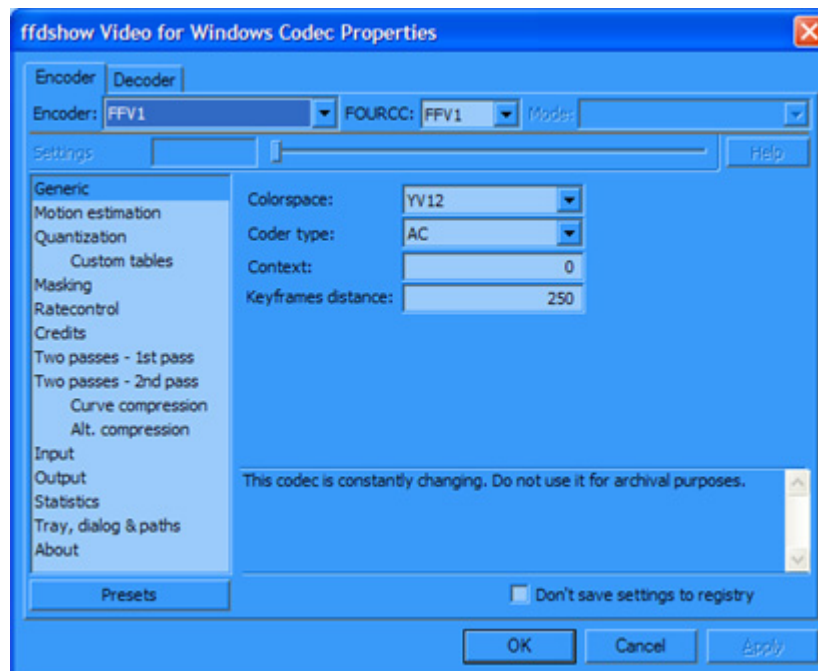 ffdshow Video for Windows Codec Properties
Encoder Decoder
Encoder: FFV1 FOURCC: FFV1 Mode:
Settings Help
Generic
Motion estimation
Quantization
Custom tables
Masking
Ratecontrol
Credits
Two passes - 1st pass
Two passes - 2nd pass
Curve compression
Alt. compression
Input
Output
Statistics
Tray, dialog & paths
About
Presets
Colorspace: YV12
Coder type: AC
Context: 0
Keyframes distance: 250
This codec is constantly changing. Do not use it for archival purposes.
Don't save settings to registry
OK Cancel Apply